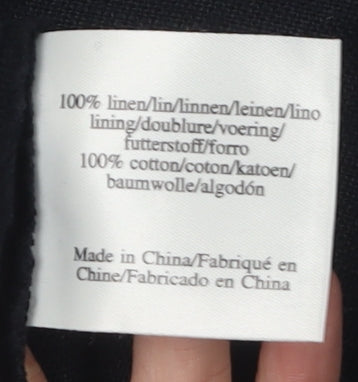 100% linen/lin/linnen/leinen/lino
lining/doublure/voering/
futterstoff/forro
100% cotton/coton/katoen/
baumwolle/algodón
Made in China/Fabriqué en
Chine/Fabricado en China